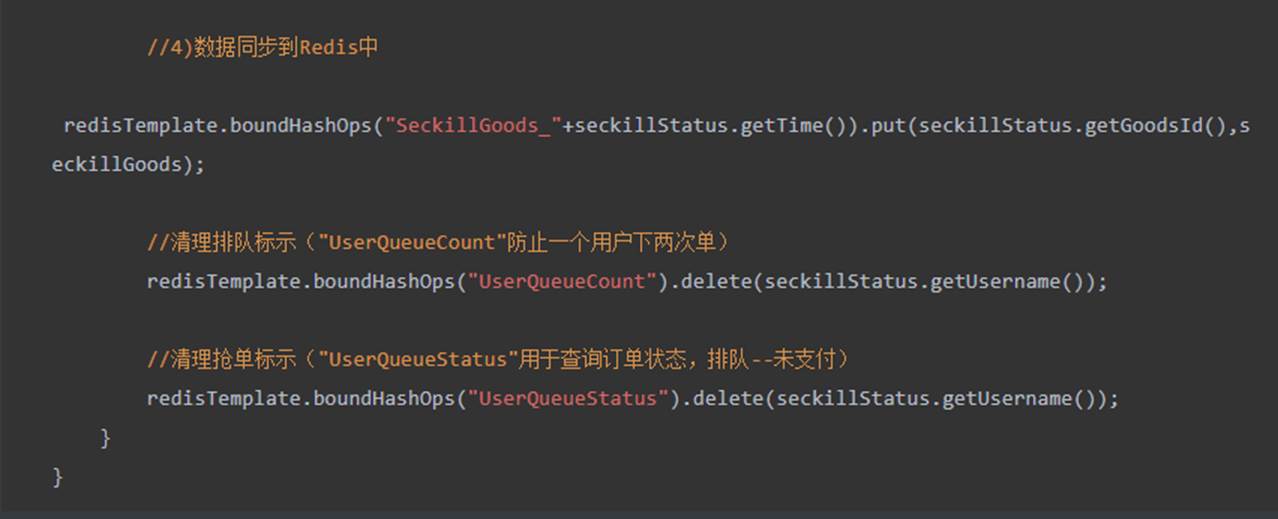 //4)数据同步到Redis中
redisTemplate.boundHashOps("SeckillGoods_"+seckillStatus.getTime()).put(seckillStatus.getGoodsId(),s
eckillGoods);
//清理排队标示（"UserQueueCount"防止一个用户下两次单）
redisTemplate.boundHashOps("UserQueueCount").delete(seckillStatus.getUsername());
//清理抢单标示（"UserQueueStatus"用于查询订单状态，排队--未支付）
redisTemplate.boundHashOps("UserQueueStatus").delete(seckillStatus.getUsername());
}
}